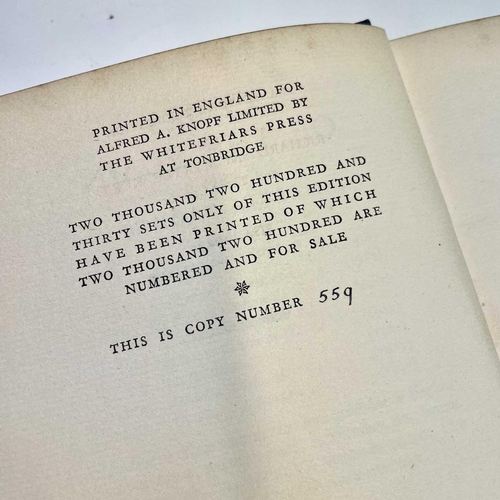 PRINTED IN ENGLAND FOR
ALFRED A. KNOPF LIMITED BY
THE WHITEFRIARS PRESS
AT TONBRIDGE
TWO THOUSAND TWO HUNDRED AND
THIRTY SETS ONLY OF THIS EDITION
HAVE BEEN PRINTED OF WHICH
TWO THOUSAND TWO HUNDRED ARE
NUMBERED AND FOR SALE
THIS IS COPY NUMBER 559